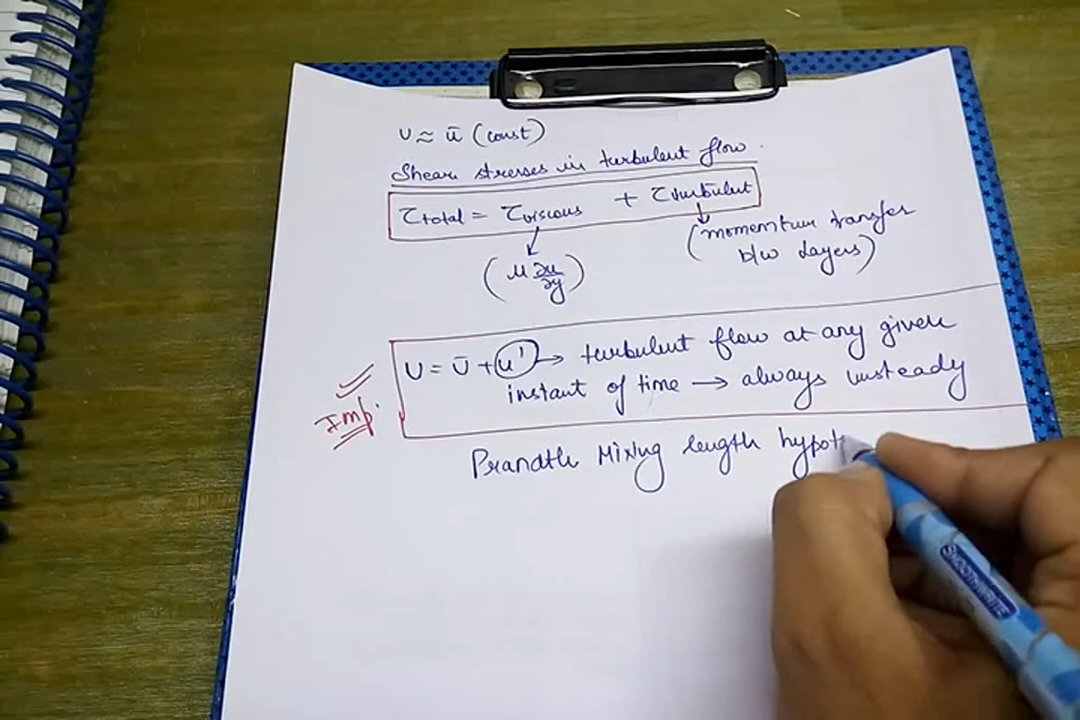 U ≈ ū (const)
Shear stresses in turbulent flow.
τtotal = τviscous + τturbulent
(μ ∂u/∂y)
(momentum transfer
b/w layers)
U = Ū + u' → turbulent flow at any given
instant of time → always unsteady
Imp.
Prandtle Mixing length hypot